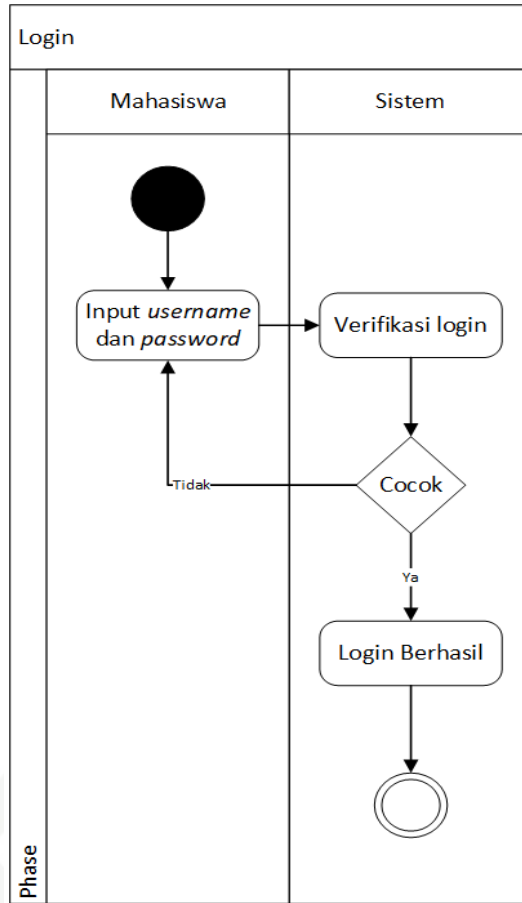 Login
Mahasiswa
Sistem
Input username
dan password
Verifikasi login
Cocok
Tidak
Ya
Login Berhasil
Phase